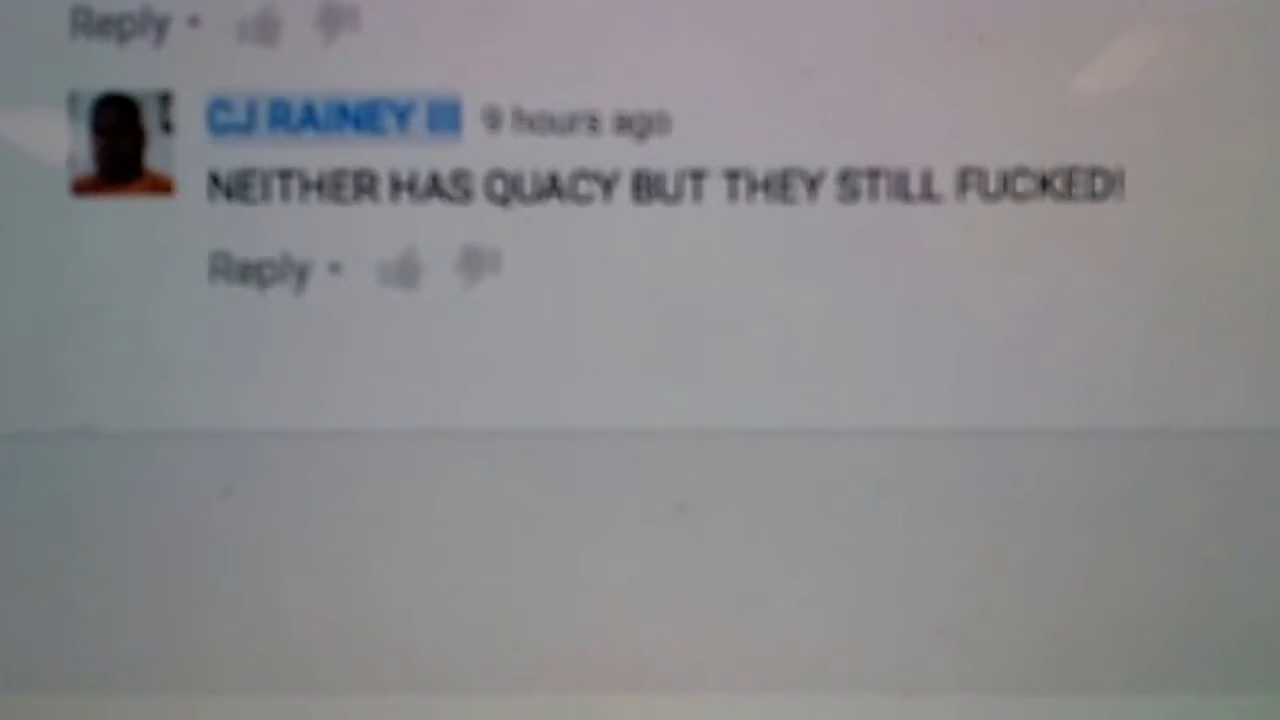 Reply •
CJ RAINEY III 9 hours ago
NEITHER HAS QUACY BUT THEY STILL FUCKED!
Reply •